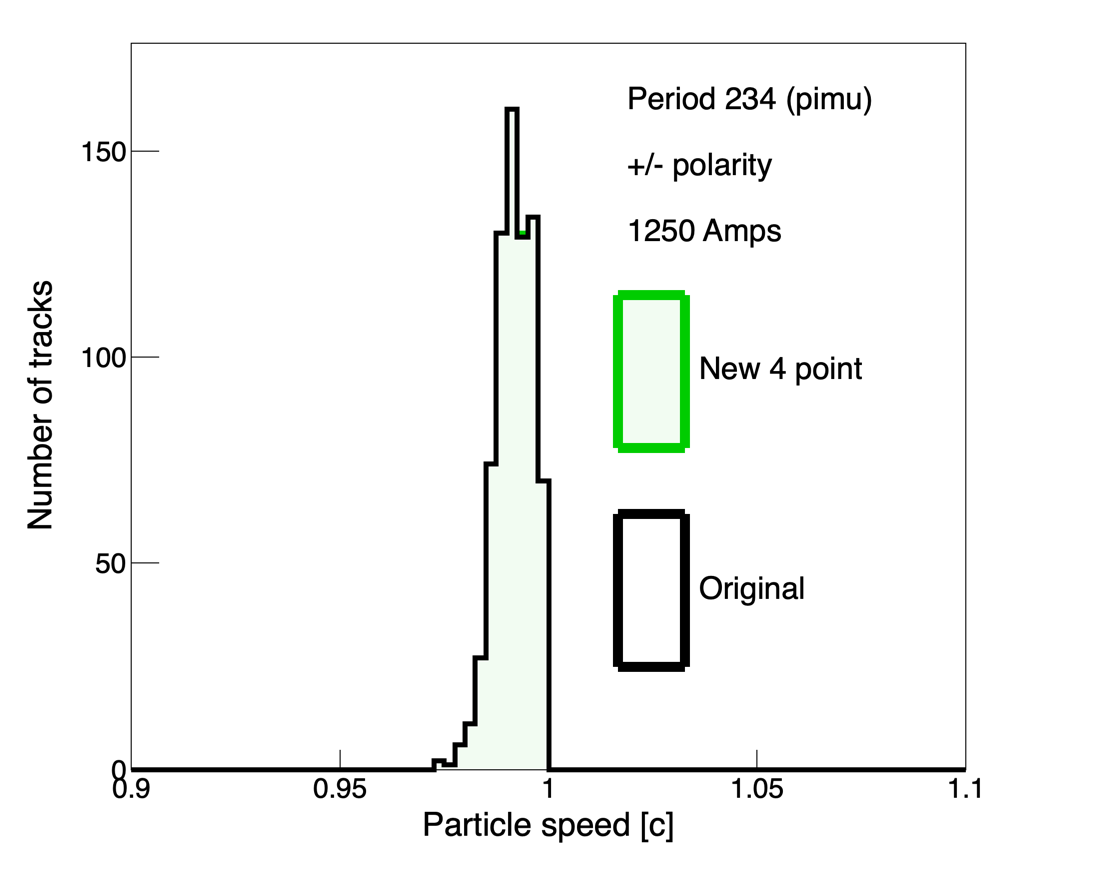 Period 234 (pimu)
+/- polarity
1250 Amps
New 4 point
Original
Number of tracks
150
100
50
0
0.9
0.95
1
1.05
1.1
Particle speed [c]